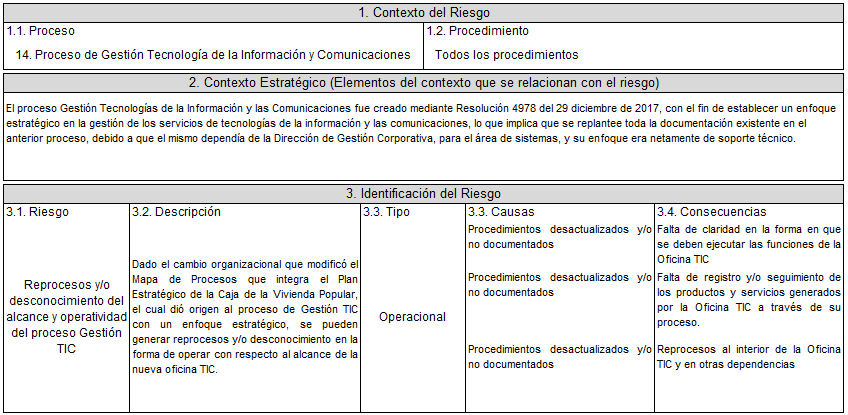 1. Contexto del Riesgo
1.1. Proceso
1.2. Procedimiento
14. Proceso de Gestión Tecnología de la Información y Comunicaciones
Todos los procedimientos
2. Contexto Estratégico (Elementos del contexto que se relacionan con el riesgo)
El proceso Gestión Tecnologías de la Información y las Comunicaciones fue creado mediante Resolución 4978 del 29 diciembre de 2017, con el fin de establecer un enfoque
estratégico en la gestión de los servicios de tecnologías de la información y las comunicaciones, lo que implica que se replantee toda la documentación existente en el
anterior proceso, debido a que el mismo dependía de la Dirección de Gestión Corporativa, para el área de sistemas, y su enfoque era netamente de soporte técnico.
3. Identificación del Riesgo
3.1. Riesgo
3.2. Descripción
3.3. Tipo
3.3. Causas
3.4. Consecuencias
Reprocesos y/o
desconocimiento del
alcance y operatividad
del proceso Gestión
TIC
Dado el cambio organizacional que modificó el
Mapa de Procesos que integra el Plan
Estratégico de la Caja de la Vivienda Popular,
el cual dió origen al proceso de Gestión TIC
con un enfoque estratégico, se pueden
generar reprocesos y/o desconocimiento en la
forma de operar con respecto al alcance de la
nueva oficina TIC.
Operacional
Procedimientos desactualizados y/o
no documentados
Falta de claridad en la forma en que
se deben ejecutar las funciones de la
Oficina TIC
Procedimientos desactualizados y/o
no documentados
Falta de registro y/o seguimiento de
los productos y servicios generados
por la Oficina TIC a través de su
proceso.
Procedimientos desactualizados y/o
no documentados
Reprocesos al interior de la Oficina
TIC y en otras dependencias